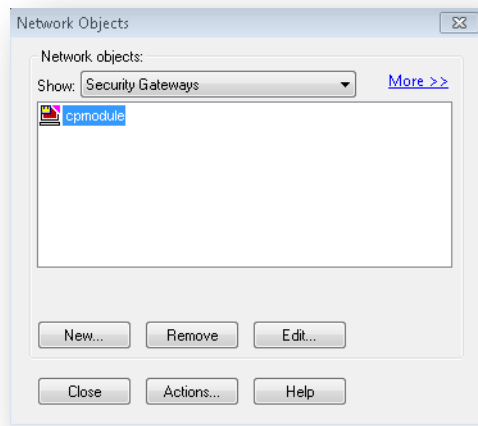 Network Objects
Network objects:
Show: Security Gateways More >>
cpmodule
New... Remove Edit...
Close Actions... Help